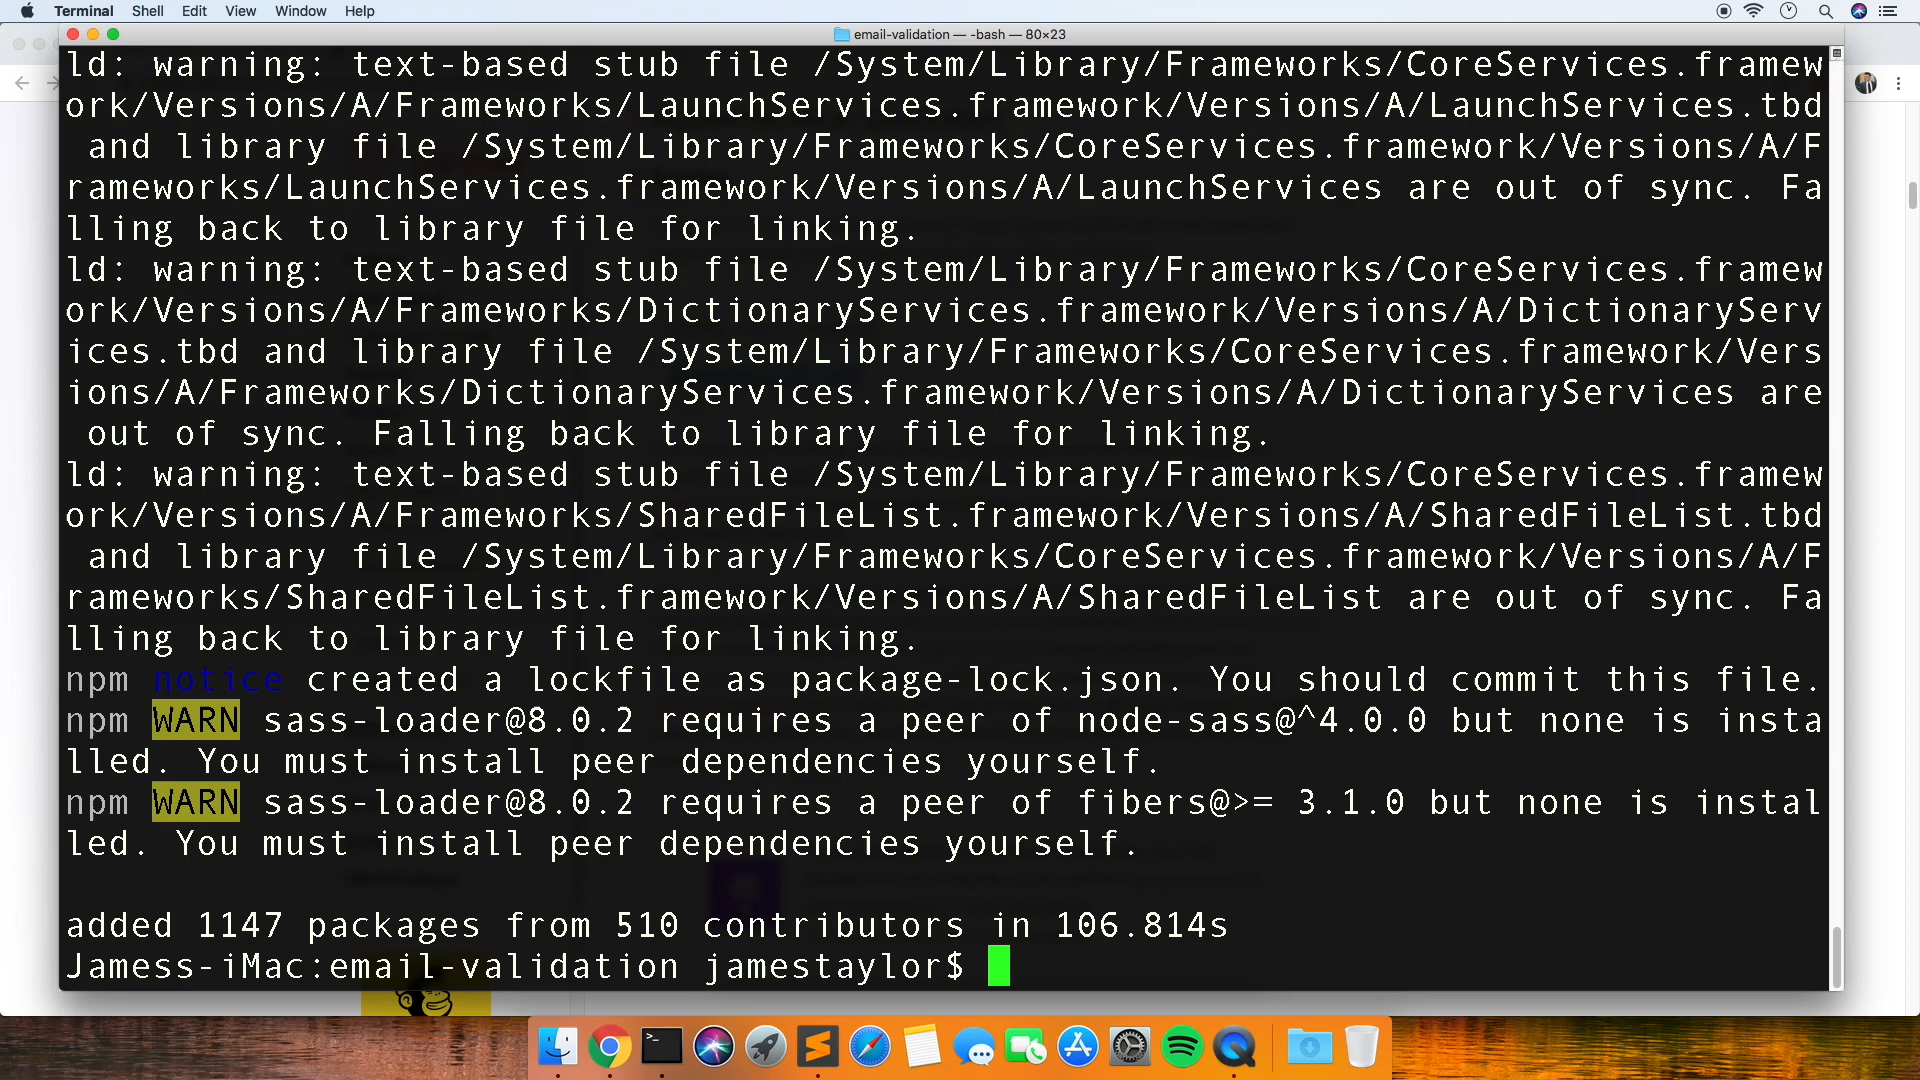 Terminal Shell Edit View Window Help
email-validation — -bash — 80×23
ld: warning: text-based stub file /System/Library/Frameworks/CoreServices.framew
ork/Versions/A/Frameworks/LaunchServices.framework/Versions/A/LaunchServices.tbd
 and library file /System/Library/Frameworks/CoreServices.framework/Versions/A/F
rameworks/LaunchServices.framework/Versions/A/LaunchServices are out of sync. Fa
lling back to library file for linking.
ld: warning: text-based stub file /System/Library/Frameworks/CoreServices.framew
ork/Versions/A/Frameworks/DictionaryServices.framework/Versions/A/DictionaryServ
ices.tbd and library file /System/Library/Frameworks/CoreServices.framework/Vers
ions/A/Frameworks/DictionaryServices.framework/Versions/A/DictionaryServices are
 out of sync. Falling back to library file for linking.
ld: warning: text-based stub file /System/Library/Frameworks/CoreServices.framew
ork/Versions/A/Frameworks/SharedFileList.framework/Versions/A/SharedFileList.tbd
 and library file /System/Library/Frameworks/CoreServices.framework/Versions/A/F
rameworks/SharedFileList.framework/Versions/A/SharedFileList are out of sync. Fa
lling back to library file for linking.
npm notice created a lockfile as package-lock.json. You should commit this file.
npm WARN sass-loader@8.0.2 requires a peer of node-sass@^4.0.0 but none is insta
lled. You must install peer dependencies yourself.
npm WARN sass-loader@8.0.2 requires a peer of fibers@>= 3.1.0 but none is instal
led. You must install peer dependencies yourself.
added 1147 packages from 510 contributors in 106.814s
Jamess-iMac:email-validation jamestaylor$